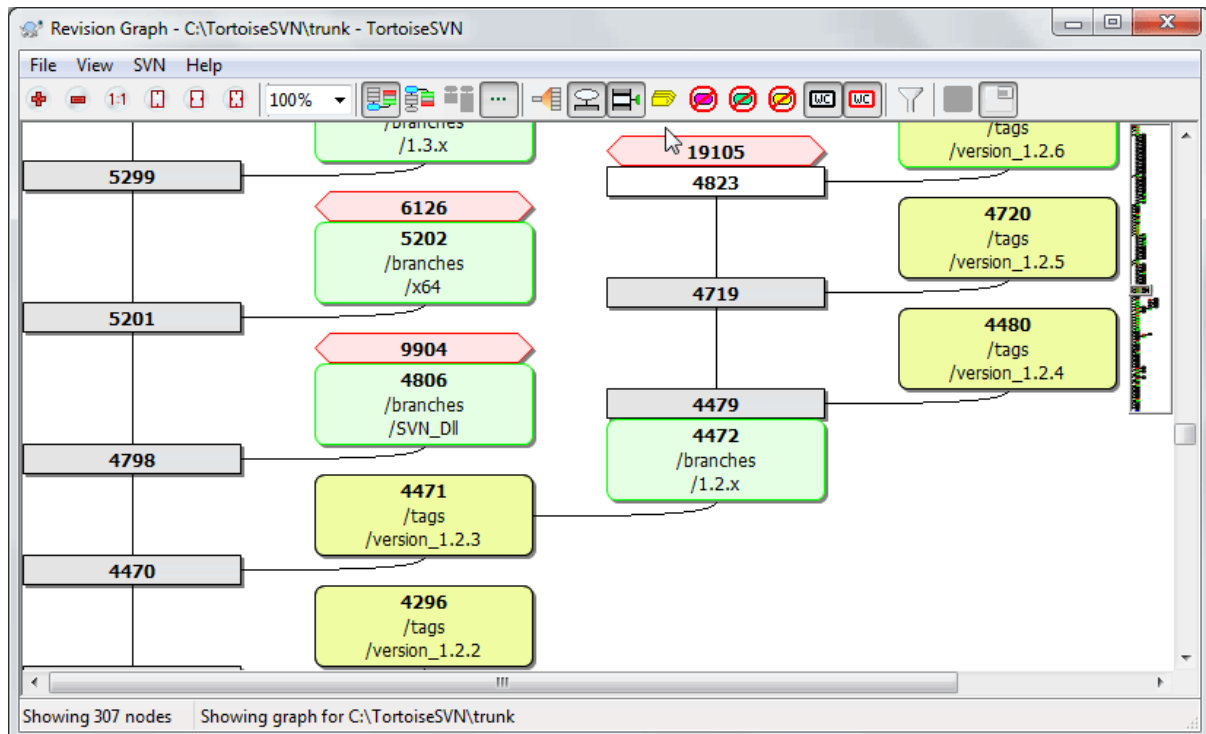 Revision Graph - C:\TortoiseSVN\trunk - TortoiseSVN
File View SVN Help
1:1 100% ... WC WC
/branches
/1.3.x
5299
6126
5202
/branches
/x64
5201
9904
4806
/branches
/SVN_Dll
4798
4471
/tags
/version_1.2.3
4470
4296
/tags
/version_1.2.2
19105
4823
4719
4479
4472
/branches
/1.2.x
/tags
/version_1.2.6
4720
/tags
/version_1.2.5
4480
/tags
/version_1.2.4
Showing 307 nodes Showing graph for C:\TortoiseSVN\trunk